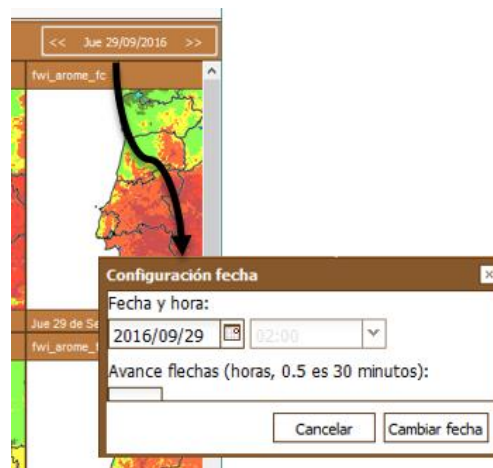 << Jue 29/09/2016 >>
fwi_arome_fc
Configuración fecha
Fecha y hora:
2016/09/29 02:00
Avance flechas (horas, 0.5 es 30 minutos):
Jue 29 de Se
fwi_arome_f
Cancelar Cambiar fecha